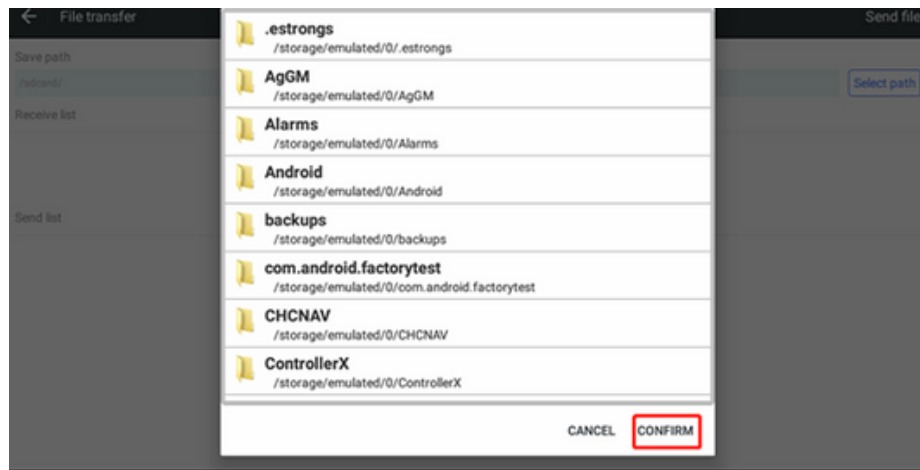 File transfer
Send file
Save path
/sdcard/
Select path
Receive list
Send list
.estrongs
/storage/emulated/0/.estrongs
AgGM
/storage/emulated/0/AgGM
Alarms
/storage/emulated/0/Alarms
Android
/storage/emulated/0/Android
backups
/storage/emulated/0/backups
com.android.factorytest
/storage/emulated/0/com.android.factorytest
CHCNAV
/storage/emulated/0/CHCNAV
ControllerX
/storage/emulated/0/ControllerX
CANCEL
CONFIRM